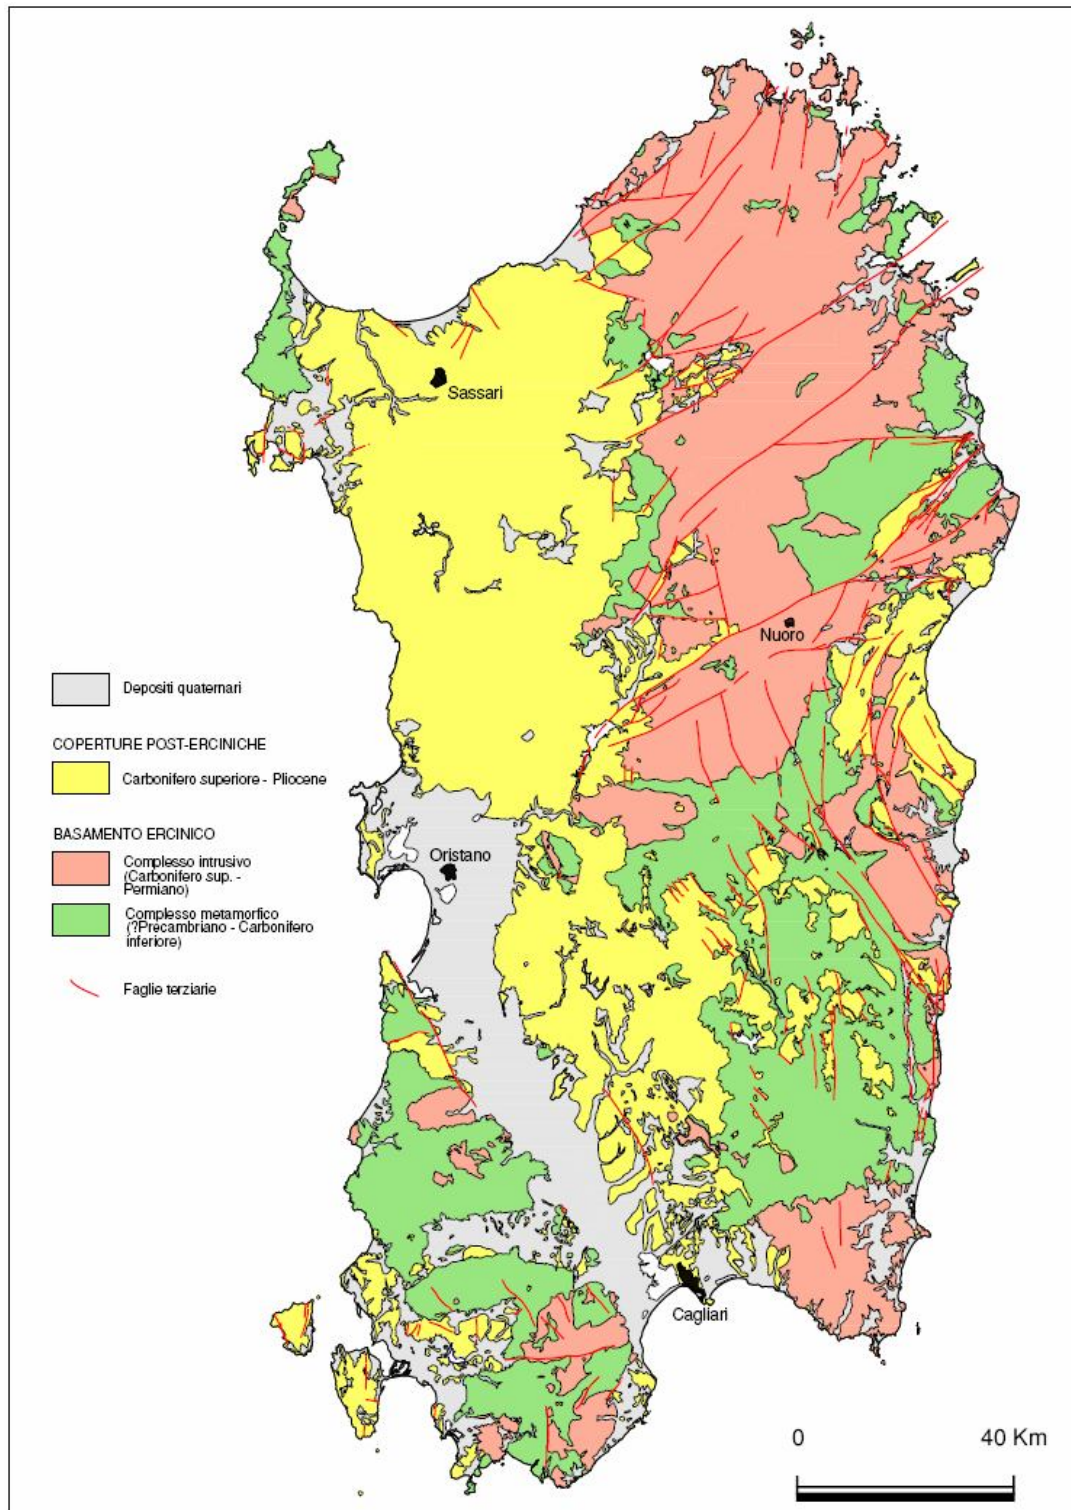 Sassari
Nuoro
Depositi quaternari
COPERTURE POST-ERCINICHE
Carbonifero superiore - Pliocene
BASAMENTO ERCINICO
Complesso intrusivo
(Carbonifero sup. -
Permiano)
Complesso metamorfico
(?Precambriano - Carbonifero
inferiore)
Faglie terziarie
Oristano
Cagliari
0 40 Km